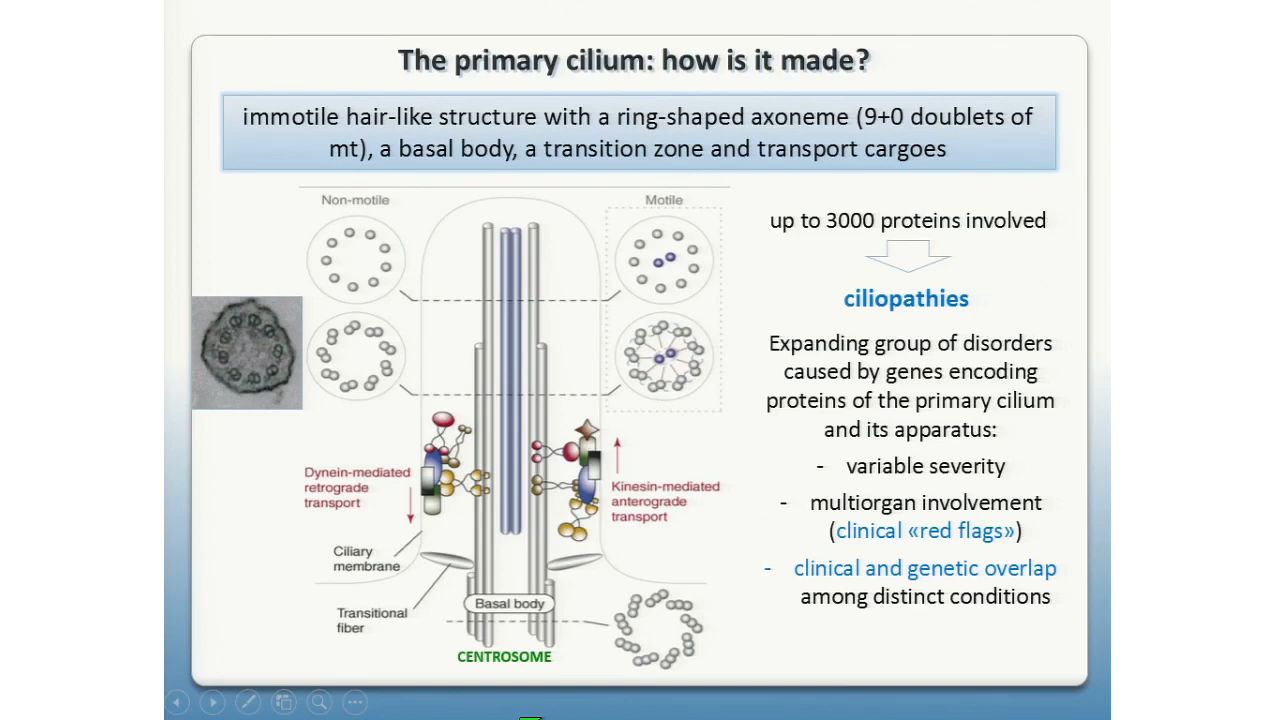 The primary cilium: how is it made?
immotile hair-like structure with a ring-shaped axoneme (9+0 doublets of
mt), a basal body, a transition zone and transport cargoes
Non-motile
Motile
Dynein-mediated
retrograde
transport
Kinesin-mediated
anterograde
transport
Ciliary
membrane
Transitional
fiber
Basal body
CENTROSOME
up to 3000 proteins involved
ciliopathies
Expanding group of disorders
caused by genes encoding
proteins of the primary cilium
and its apparatus:
- variable severity
- multiorgan involvement
(clinical «red flags»)
- clinical and genetic overlap
among distinct conditions